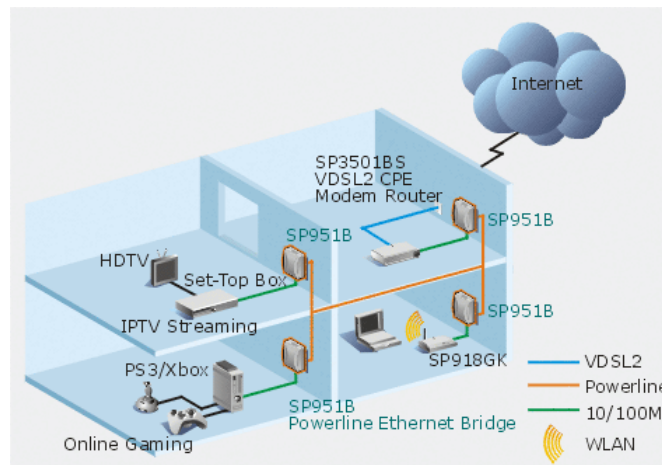 Internet
SP3501BS
VDSL2 CPE
Modem Router
SP951B
SP951B
HDTV
Set-Top Box
IPTV Streaming
SP951B
PS3/Xbox
SP918GK
SP951B
Powerline Ethernet Bridge
Online Gaming
VDSL2
Powerline
10/100M
WLAN